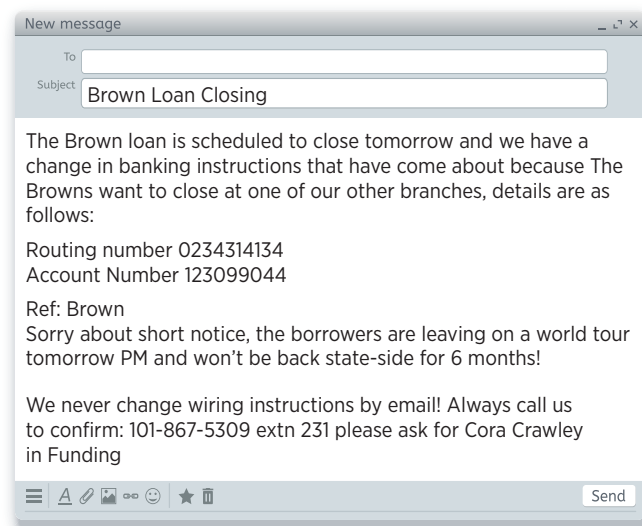 New message
To
Subject
Brown Loan Closing
The Brown loan is scheduled to close tomorrow and we have a
change in banking instructions that have come about because The
Browns want to close at one of our other branches, details are as
follows:
Routing number 0234314134
Account Number 123099044
Ref: Brown
Sorry about short notice, the borrowers are leaving on a world tour
tomorrow PM and won’t be back state-side for 6 months!
We never change wiring instructions by email! Always call us
to confirm: 101-867-5309 extn 231 please ask for Cora Crawley
in Funding
A
Send